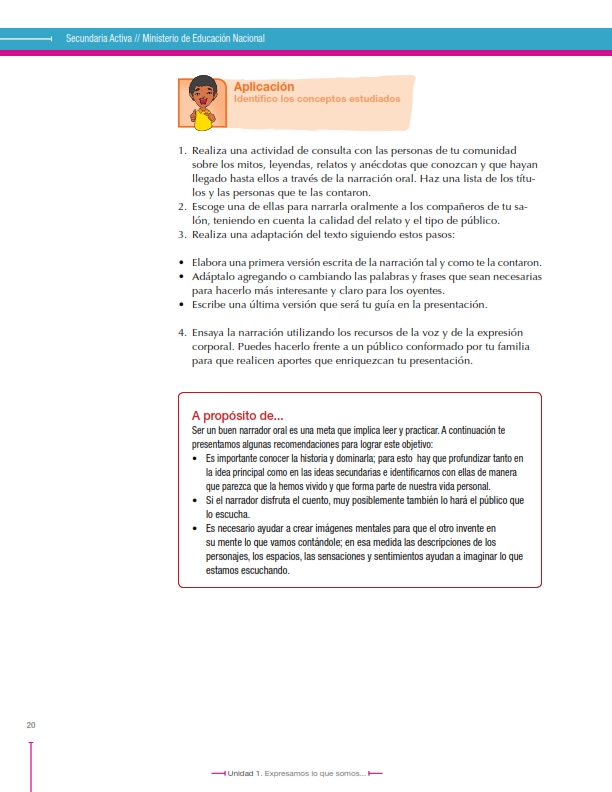 Secundaria Activa // Ministerio de Educación Nacional
Aplicación
Identifico los conceptos estudiados
1. Realiza una actividad de consulta con las personas de tu comunidad
sobre los mitos, leyendas, relatos y anécdotas que conozcan y que hayan
llegado hasta ellos a través de la narración oral. Haz una lista de los títu-
los y las personas que te las contaron.
2. Escoge una de ellas para narrarla oralmente a los compañeros de tu sa-
lón, teniendo en cuenta la calidad del relato y el tipo de público.
3. Realiza una adaptación del texto siguiendo estos pasos:
• Elabora una primera versión escrita de la narración tal y como te la contaron.
• Adáptalo agregando o cambiando las palabras y frases que sean necesarias
para hacerlo más interesante y claro para los oyentes.
• Escribe una última versión que será tu guía en la presentación.
4. Ensaya la narración utilizando los recursos de la voz y de la expresión
corporal. Puedes hacerlo frente a un público conformado por tu familia
para que realicen aportes que enriquezcan tu presentación.
A propósito de...
Ser un buen narrador oral es una meta que implica leer y practicar. A continuación te
presentamos algunas recomendaciones para lograr este objetivo:
• Es importante conocer la historia y dominarla; para esto hay que profundizar tanto en
la idea principal como en las ideas secundarias e identificarnos con ellas de manera
que parezca que la hemos vivido y que forma parte de nuestra vida personal.
• Si el narrador disfruta el cuento, muy posiblemente también lo hará el público que
lo escucha.
• Es necesario ayudar a crear imágenes mentales para que el otro invente en
su mente lo que vamos contándole; en esa medida las descripciones de los
personajes, los espacios, las sensaciones y sentimientos ayudan a imaginar lo que
estamos escuchando.
20
Unidad 1. Expresamos lo que somos...